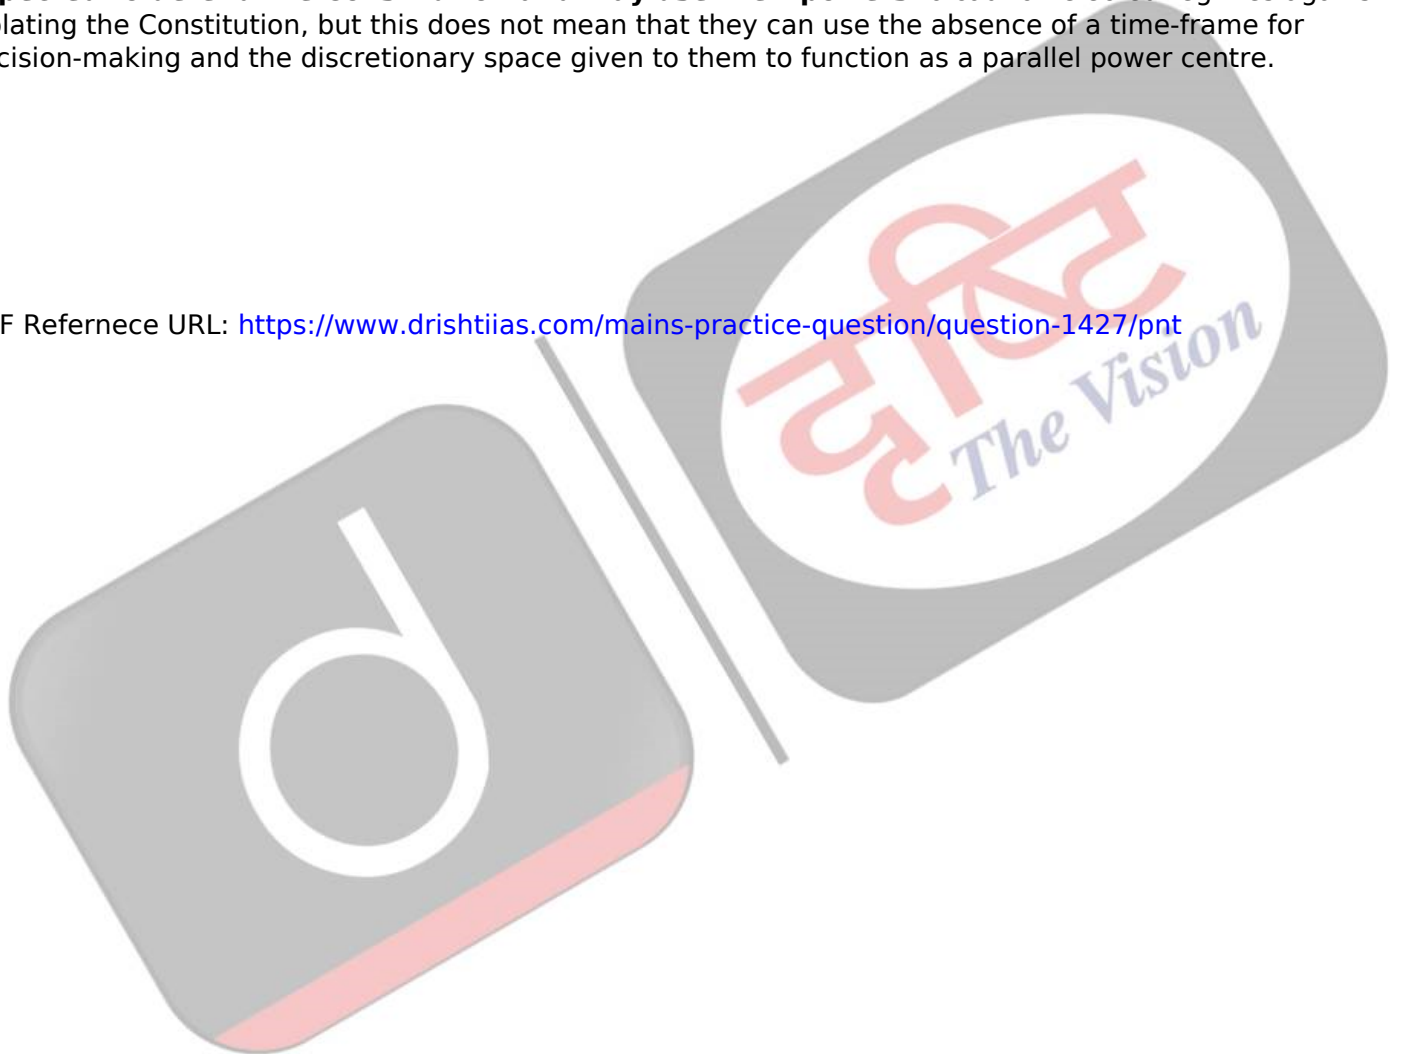 plating the Constitution, but this does not mean that they can use the absence of a time-frame for
cision-making and the discretionary space given to them to function as a parallel power centre.
F Refernece URL: https://www.drishtiias.com/mains-practice-question/question-1427/pnt
दृष्टि
The Vision
d